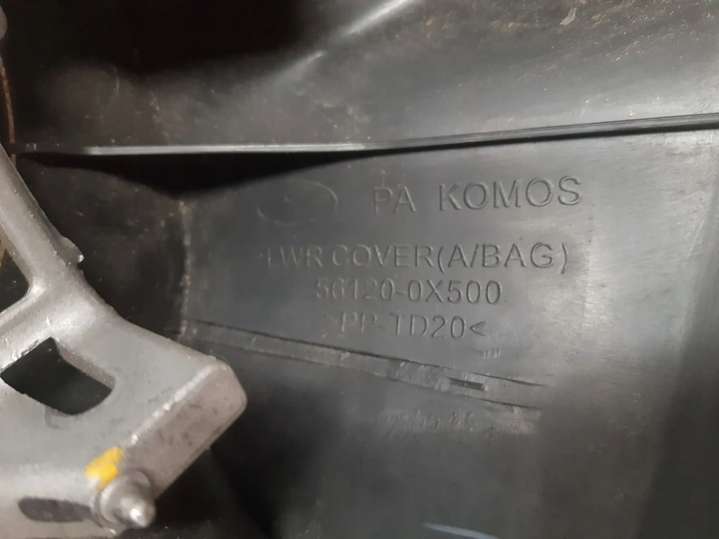 PA KOMOS
LWR COVER(A/BAG)
56120-0X500
>PP-TD20<